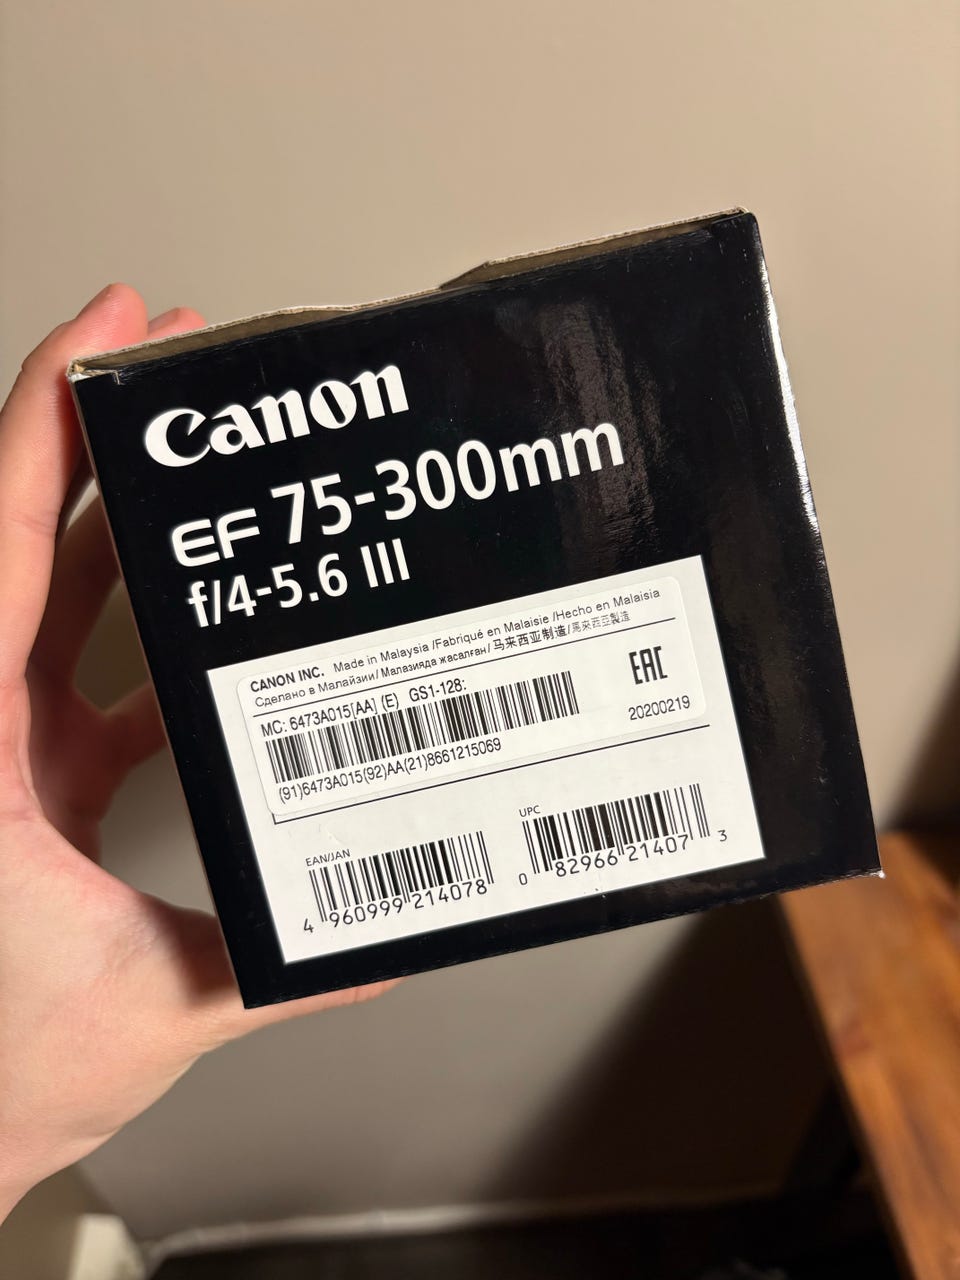 Canon
EF 75-300mm
f/4-5.6 III
CANON INC. Made in Malaysia /Fabriqué en Malaisie /Hecho en Malaisia
Сделано в Малайзии/ Малазияда жасалған/ 马来西亚制造/馬來西亞製造
MC: 6473A015[AA] (E) GS1-128:
EAC
(91)6473A015(92)AA(21)8661215069
20200219
EAN/JAN
4 960999 214078
UPC
0 82966 21407 3